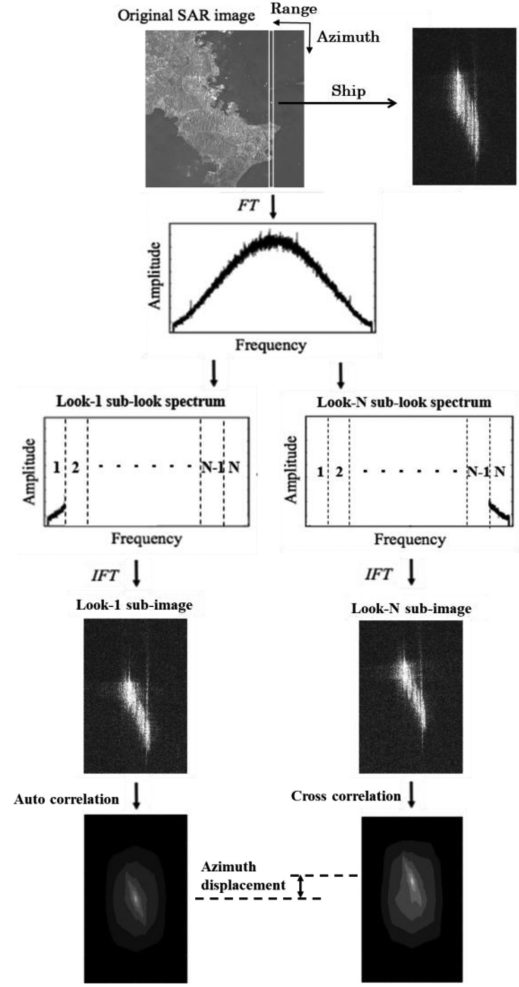 Original SAR image
Range
Azimuth
Ship
FT
Amplitude
Frequency
Look-1 sub-look spectrum
Amplitude
1 2 N-1 N
Frequency
Look-N sub-look spectrum
Amplitude
1 2 N-1 N
Frequency
IFT
IFT
Look-1 sub-image
Look-N sub-image
Auto correlation
Cross correlation
Azimuth
displacement